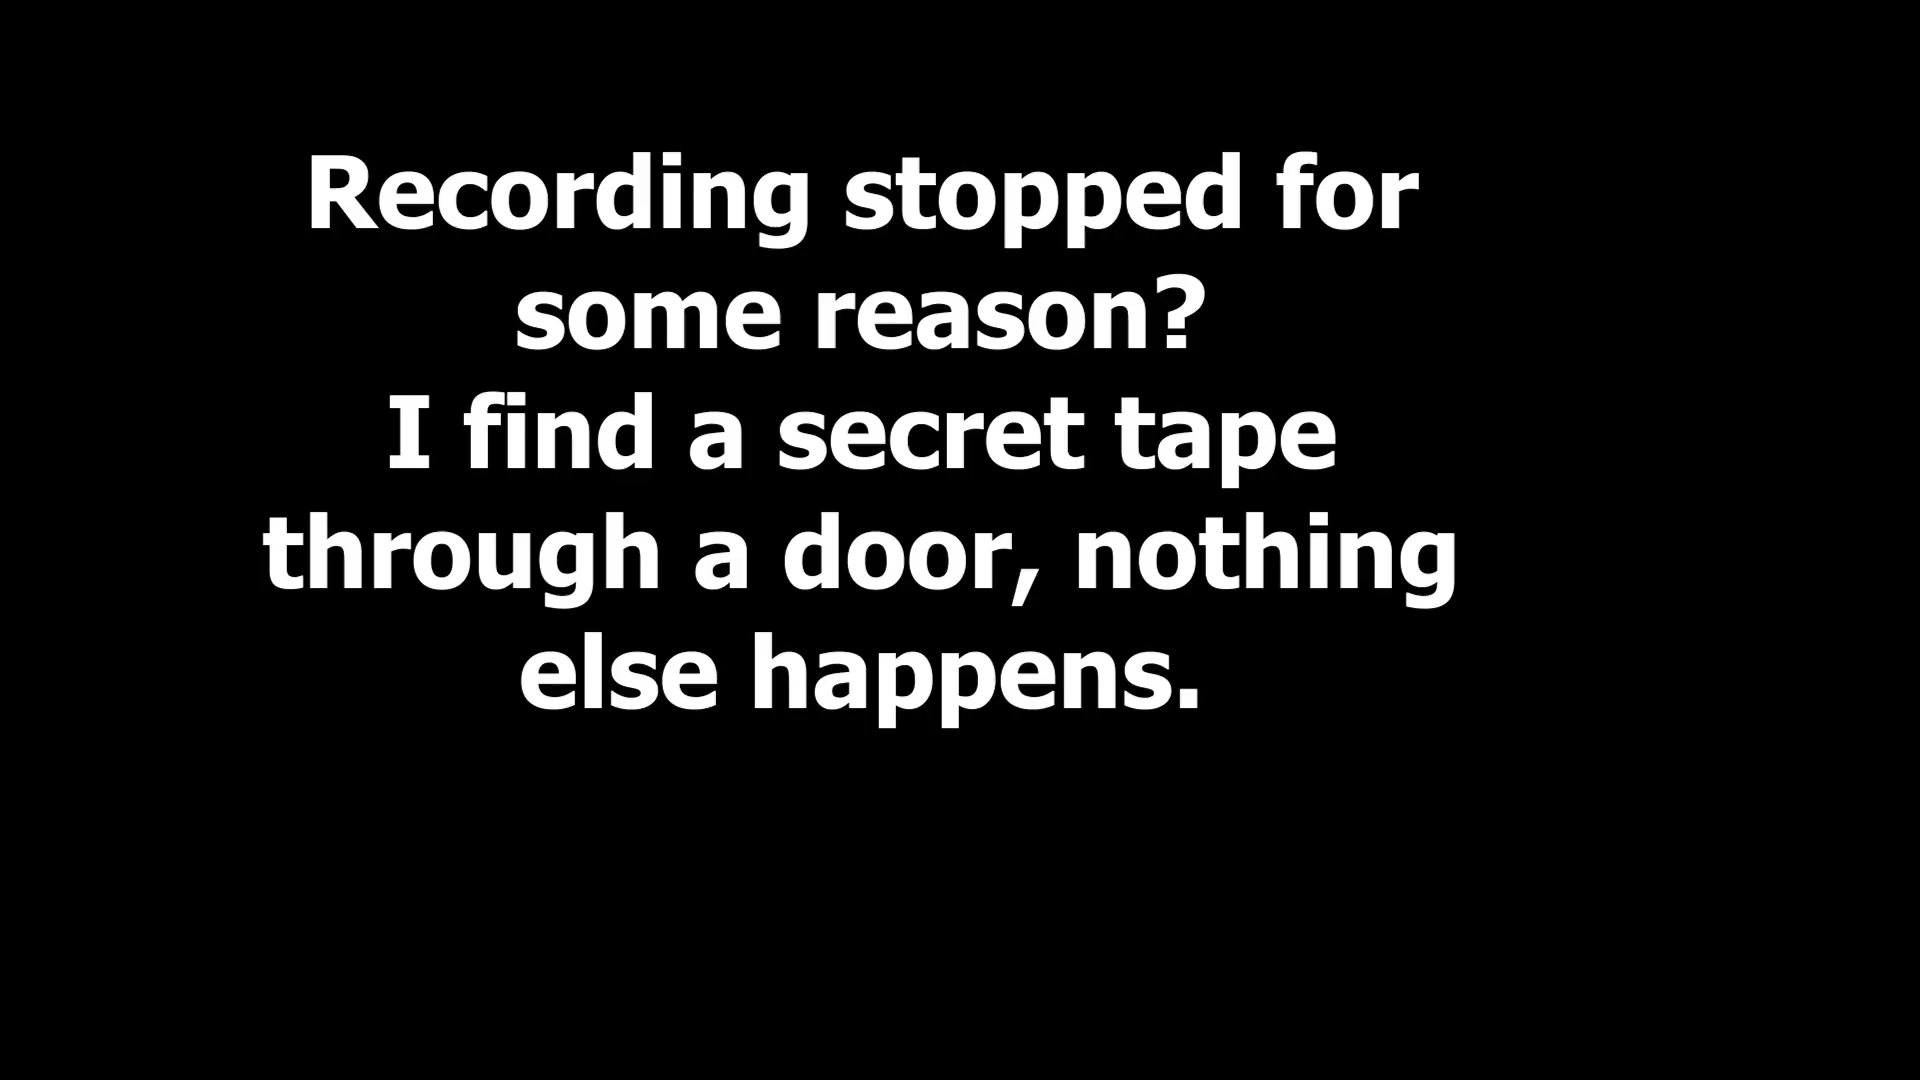 Recording stopped for
some reason?
I find a secret tape
through a door, nothing
else happens.